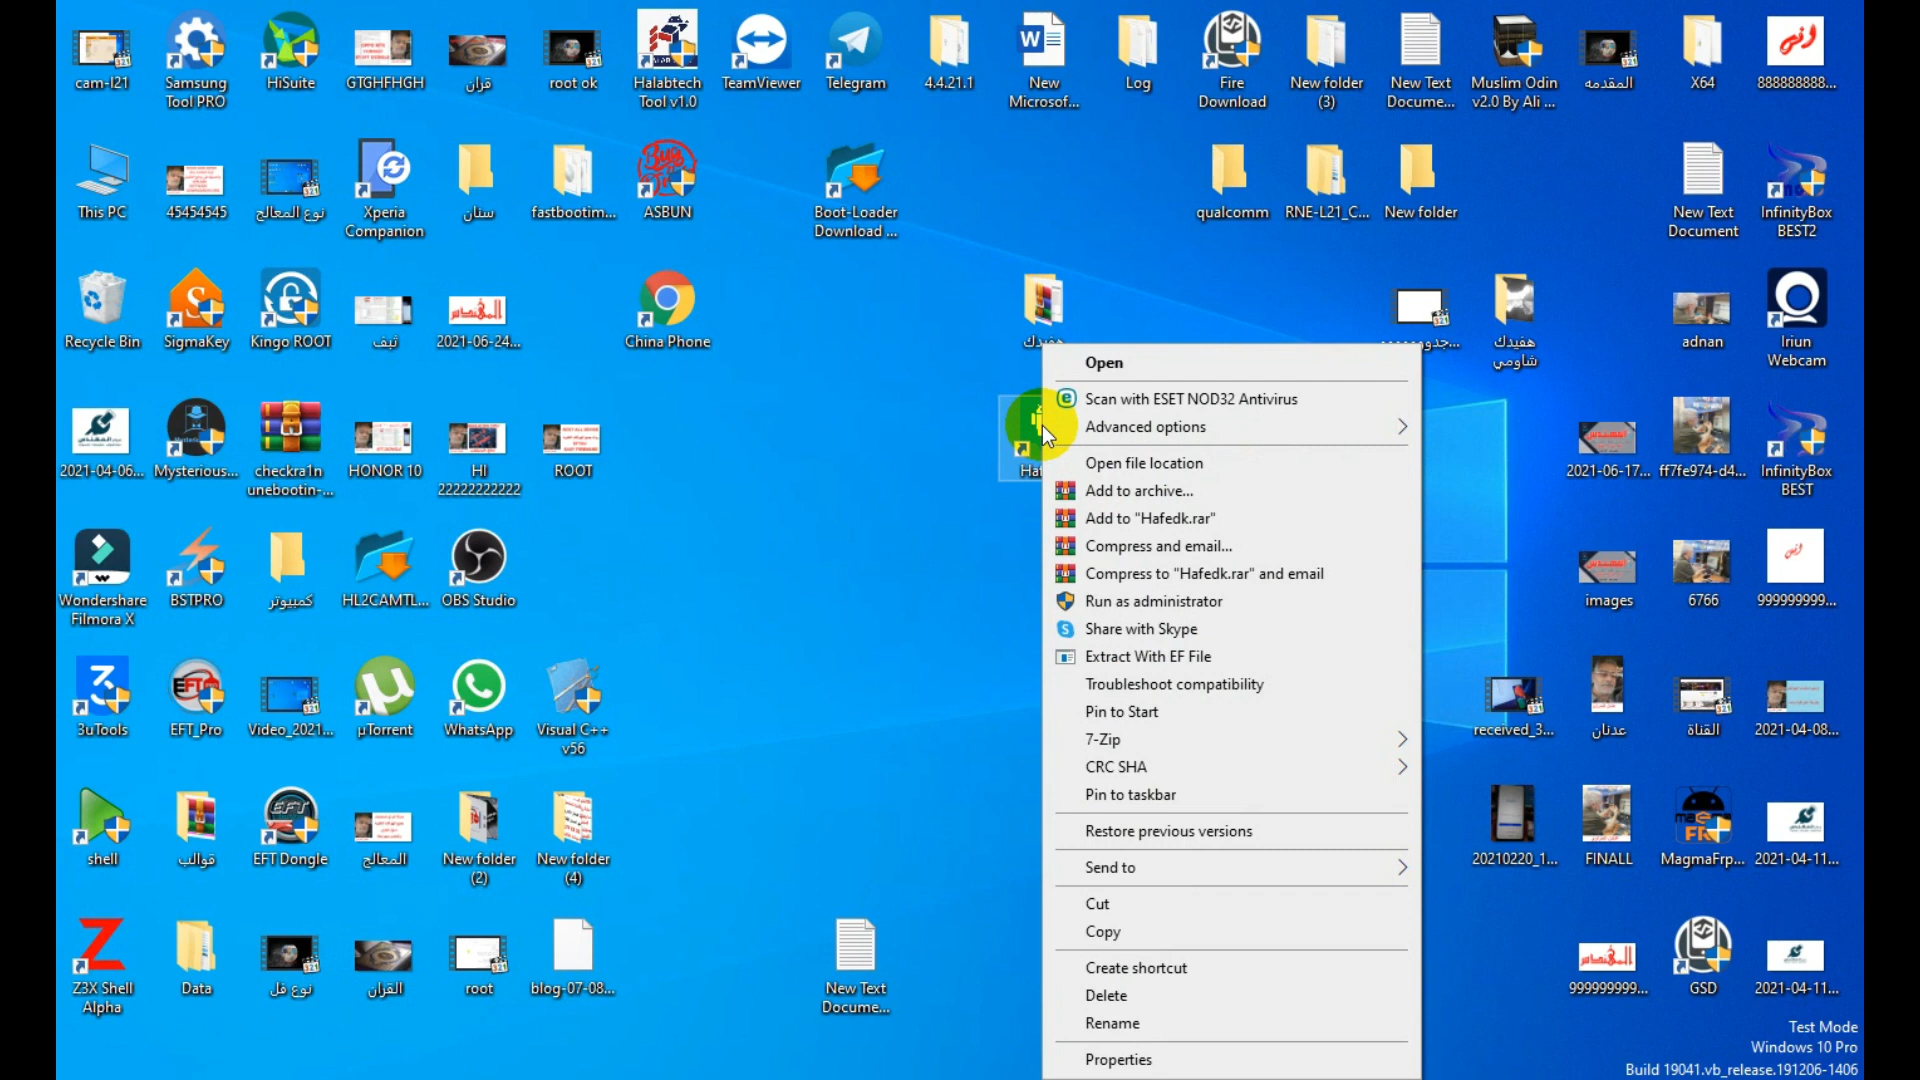 cam-l21
Samsung
Tool PRO
HiSuite
GTGHFHGH
قران
root ok
Halabtech
Tool v1.0
TeamViewer
Telegram
4.4.21.1
New
Microsof...
Log
Fire
Download
New folder
(3)
New Text
Docume...
Muslim Odin
v2.0 By Ali ...
المقدمه
X64
888888888...
This PC
45454545
نوع المعالج
Xperia
Companion
سنان
fastbootim...
ASBUN
Boot-Loader
Download ...
qualcomm
RNE-L21_C...
New folder
New Text
Document
InfinityBox
BEST2
Recycle Bin
SigmaKey
Kingo ROOT
2021-06-24...
China Phone
هفيدك
شاومي
adnan
Iriun
Webcam
2021-04-06...
Mysterious...
checkra1n
unebootin-...
HONOR 10
HI
22222222222
ROOT
2021-06-17...
ff7fe974-d4...
InfinityBox
BEST
Wondershare
Filmora X
BSTPRO
كمبيوتر
HL2CAMTL...
OBS Studio
images
6766
999999999...
3uTools
EFT_Pro
Video_2021...
µTorrent
WhatsApp
Visual C++
v56
received_3...
عدنان
القناة
2021-04-08...
shell
قوالب
EFT Dongle
المعالج
New folder
(2)
New folder
(4)
20210220_1...
FINALL
MagmaFrp...
2021-04-11...
Z3X Shell
Alpha
Data
نوع فل
القران
root
blog-07-08...
New Text
Docume...
999999999...
GSD
2021-04-11...
Open
Scan with ESET NOD32 Antivirus
Advanced options
Open file location
Add to archive...
Add to "Hafedk.rar"
Compress and email...
Compress to "Hafedk.rar" and email
Run as administrator
Share with Skype
Extract With EF File
Troubleshoot compatibility
Pin to Start
7-Zip
CRC SHA
Pin to taskbar
Restore previous versions
Send to
Cut
Copy
Create shortcut
Delete
Rename
Properties
Test Mode
Windows 10 Pro
Build 19041.vb_release.191206-1406